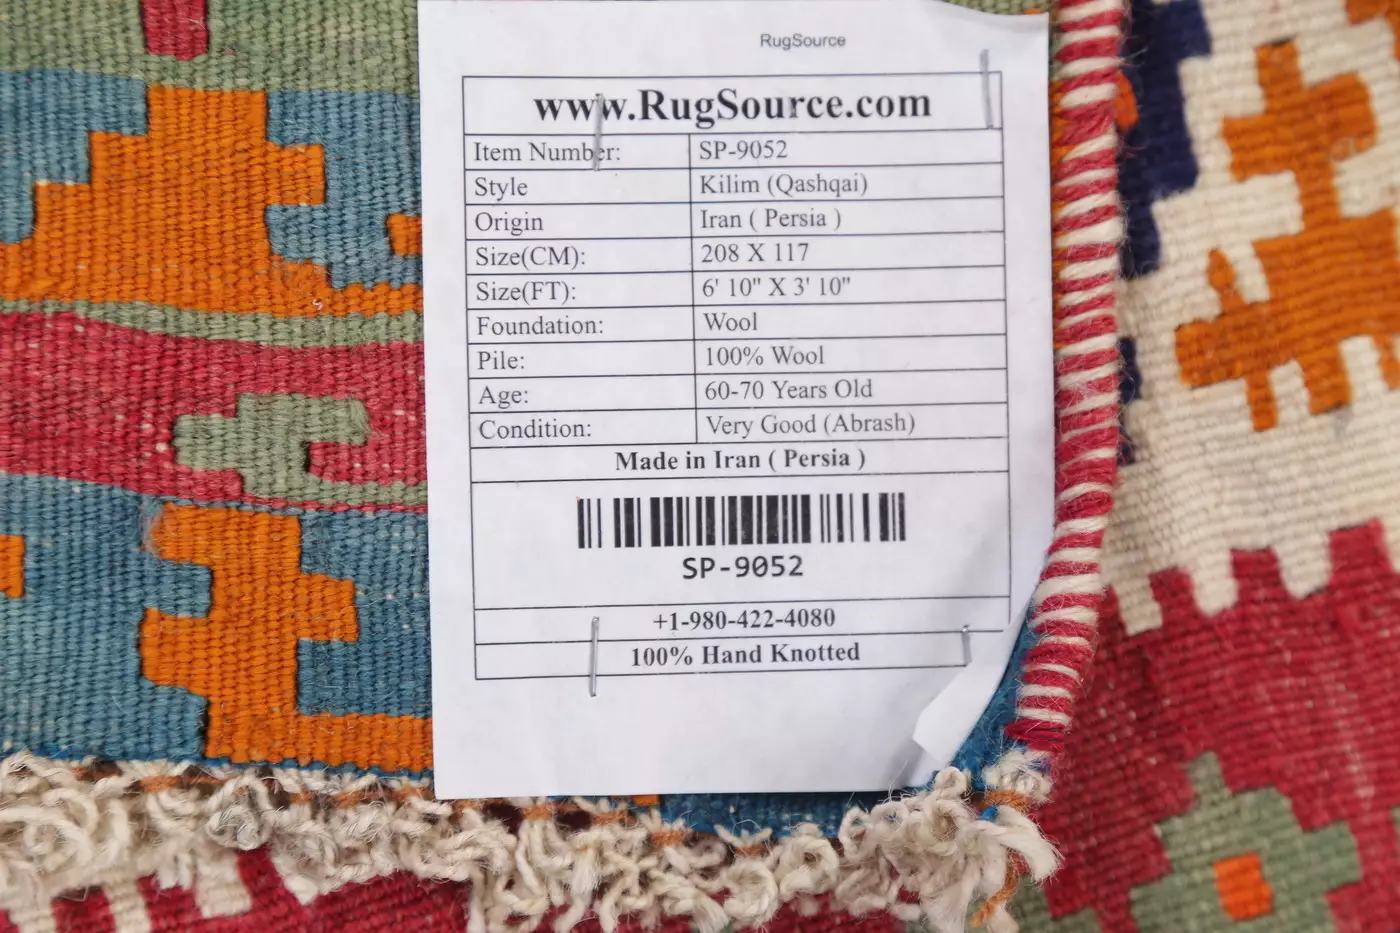 RugSource
www.RugSource.com
Item Number: SP-9052
Style Kilim (Qashqai)
Origin Iran ( Persia )
Size(CM): 208 X 117
Size(FT): 6' 10" X 3' 10"
Foundation: Wool
Pile: 100% Wool
Age: 60-70 Years Old
Condition: Very Good (Abrash)
Made in Iran ( Persia )
SP-9052
+1-980-422-4080
100% Hand Knotted